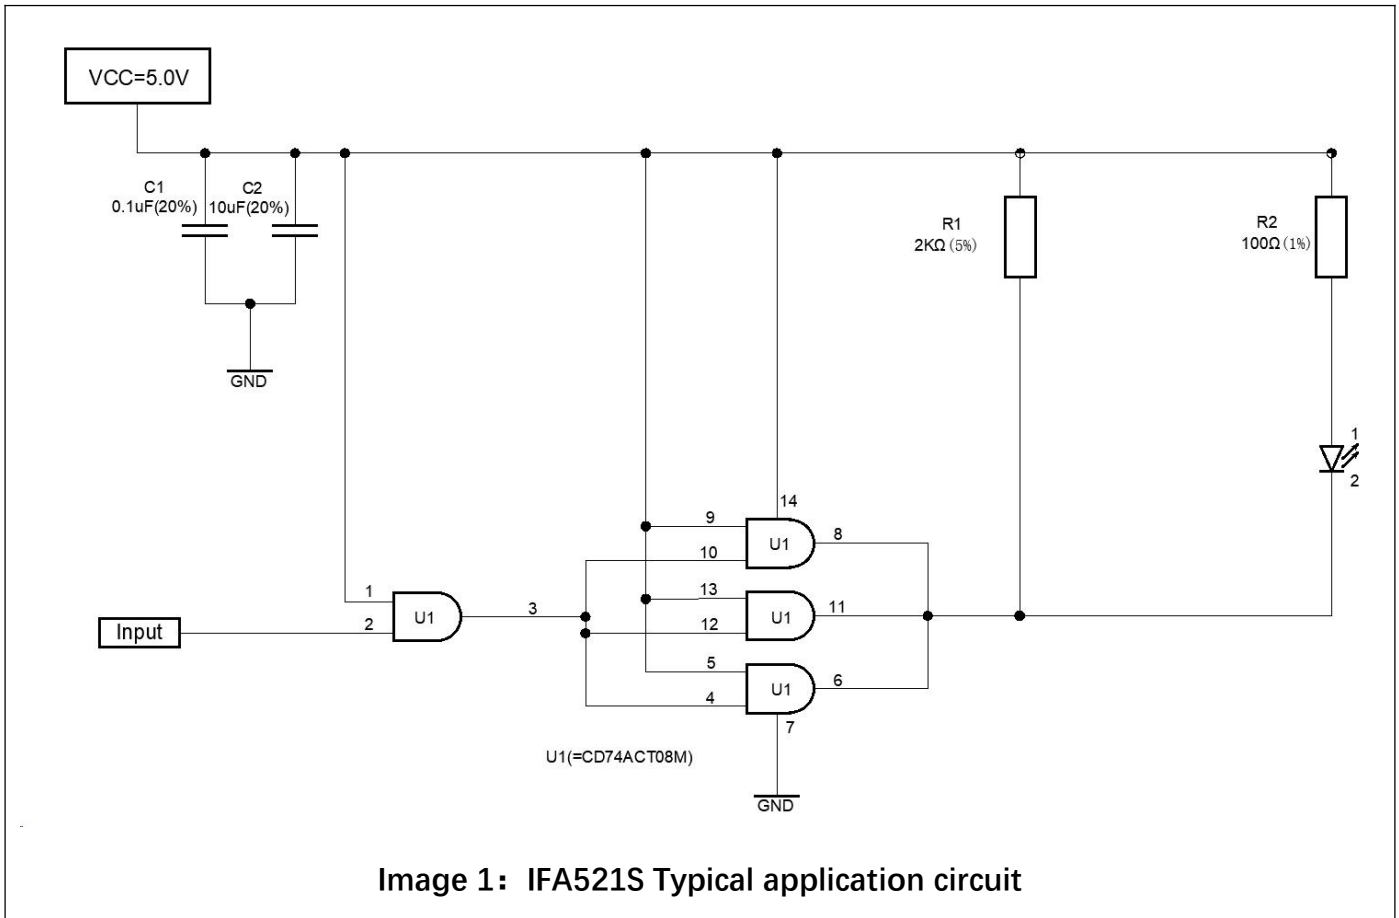 VCC=5.0V
C1
0.1uF(20%)
C2
10uF(20%)
R1
2KΩ(5%)
R2
100Ω(1%)
GND
1
2
14
9
U1
8
10
1
U1
3
13
U1
11
2
12
Input
5
U1
6
4
7
U1(=CD74ACT08M)
GND
Image 1：IFA521S Typical application circuit